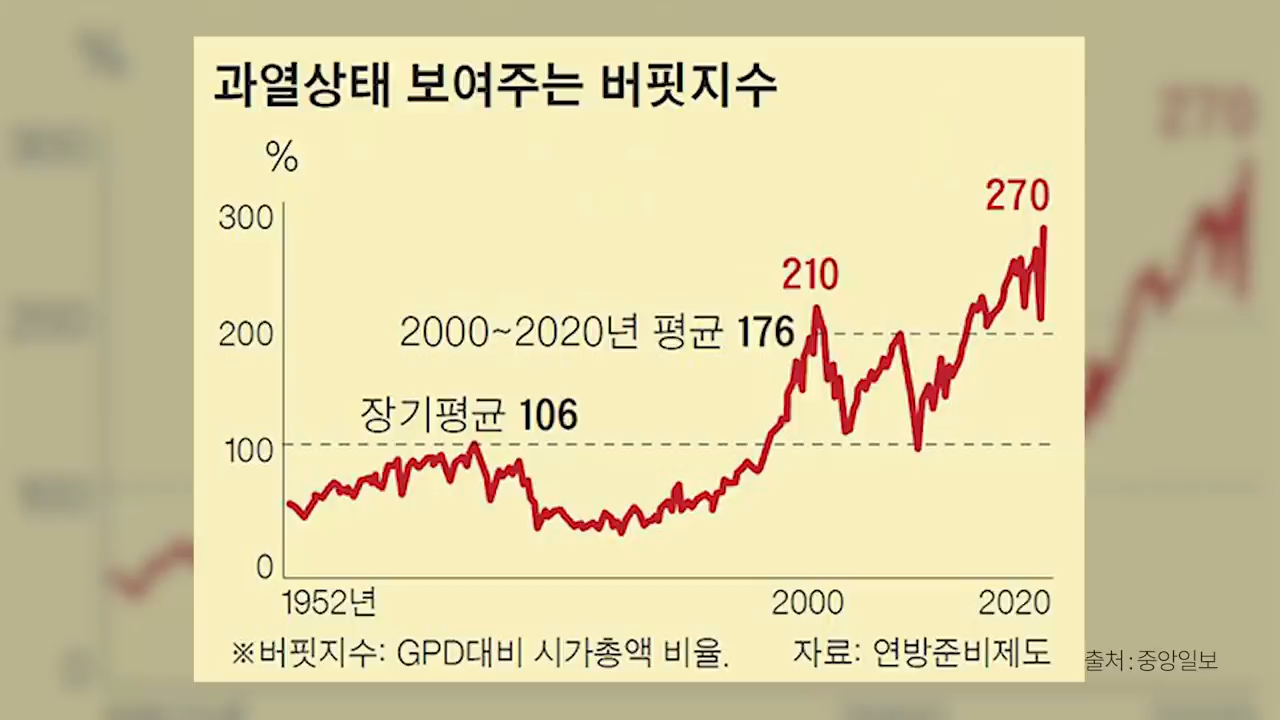 과열상태 보여주는 버핏지수
%
300
270
210
200
2000~2020년 평균 176
장기평균 106
100
0
1952년
2000
2020
※버핏지수: GPD대비 시가총액 비율.
자료: 연방준비제도
출처 : 중앙일보
270